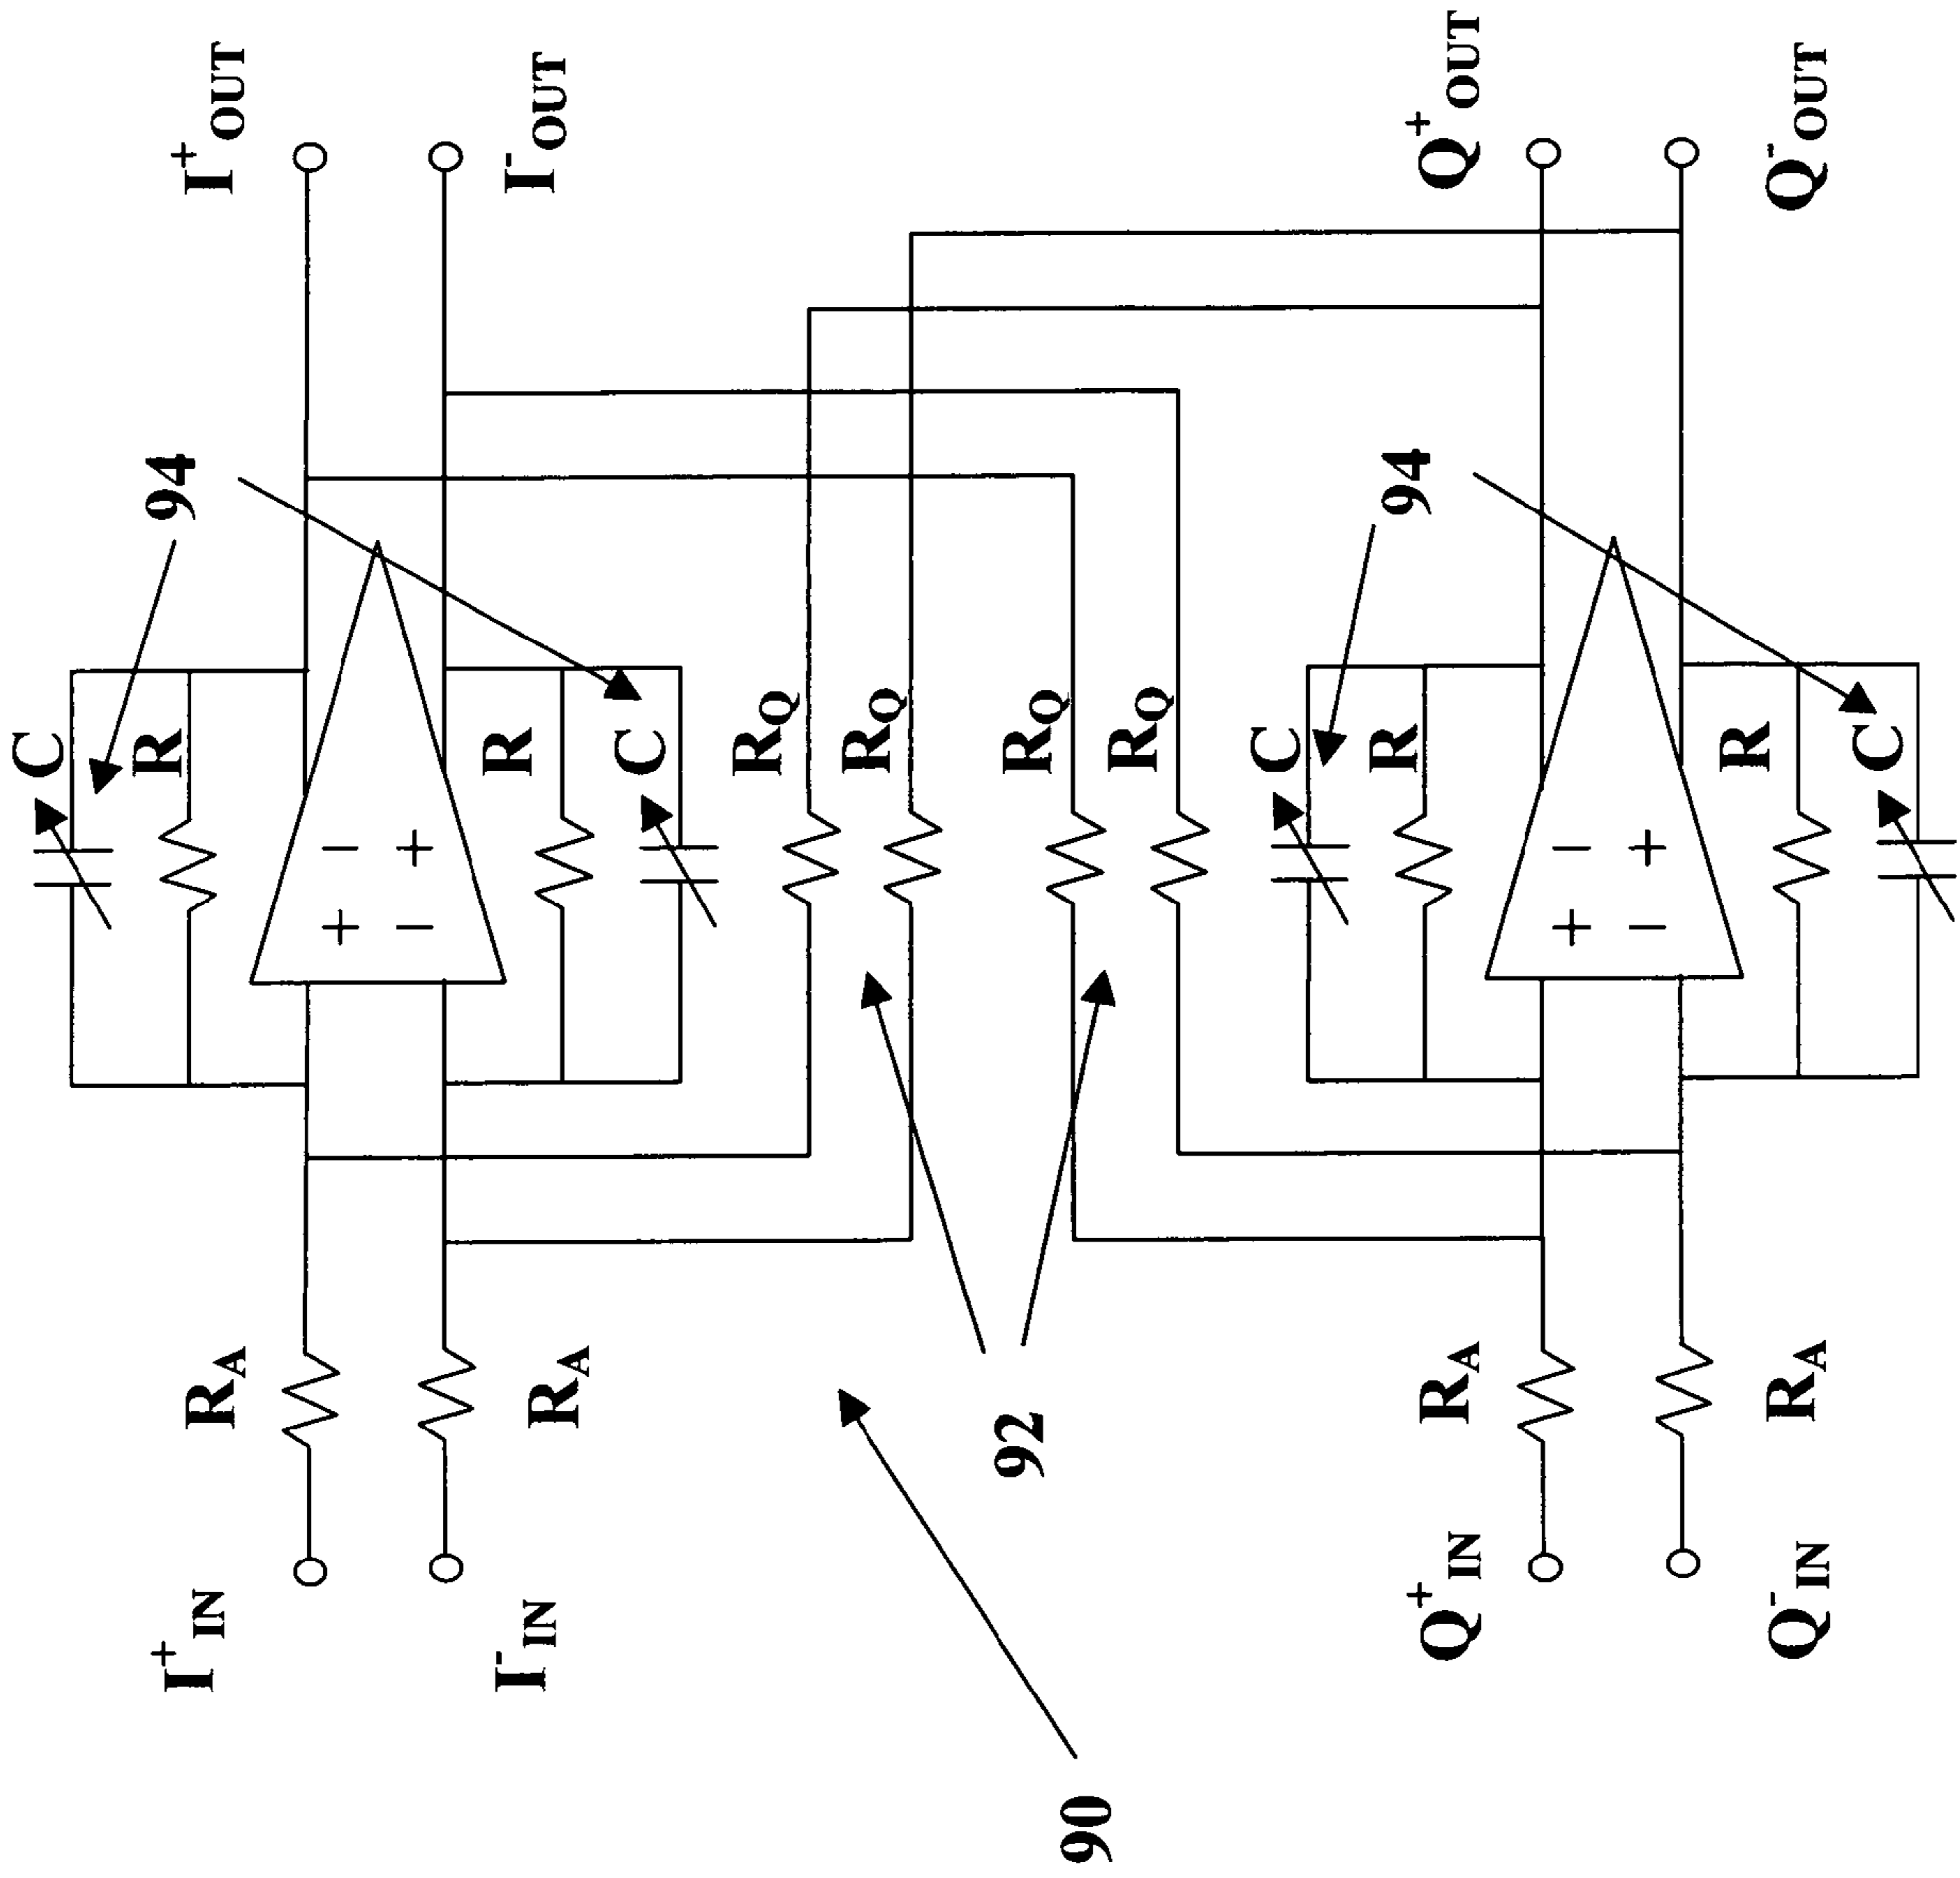 I⁺IN
RA
C
R
94
I⁺OUT
+ −
− +
I⁻IN
RA
R
C
I⁻OUT
RQ
RQ
90
92
RQ
RQ
C
R
94
Q⁺IN
RA
Q⁺OUT
+ −
− +
Q⁻IN
RA
R
C
Q⁻OUT